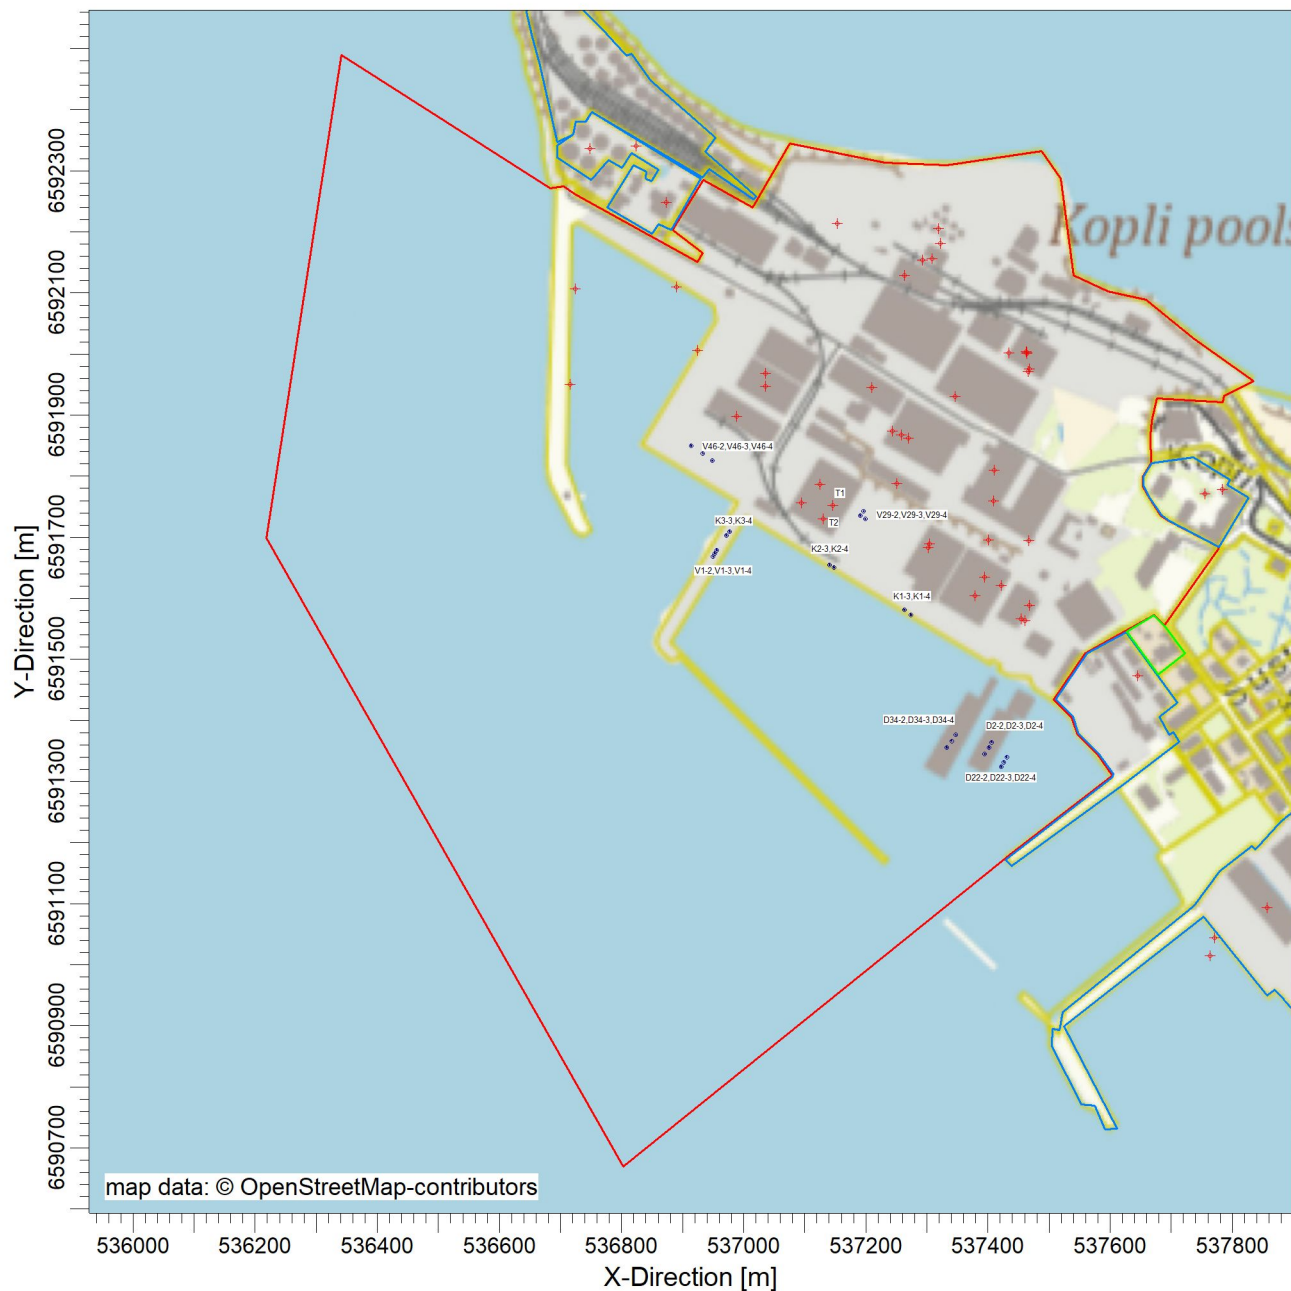 Kopli pools
V46-2,V46-3,V46-4
T1
V29-2,V29-3,V29-4
T2
K3-3,K3-4
K2-3,K2-4
V1-2,V1-3,V1-4
K1-3,K1-4
D34-2,D34-3,D34-4
D2-2,D2-3,D2-4
D22-2,D22-3,D22-4
map data: © OpenStreetMap-contributors
6592300
6592100
6591900
6591700
6591500
6591300
6591100
6590900
6590700
Y-Direction [m]
536000 536200 536400 536600 536800 537000 537200 537400 537600 537800
X-Direction [m]